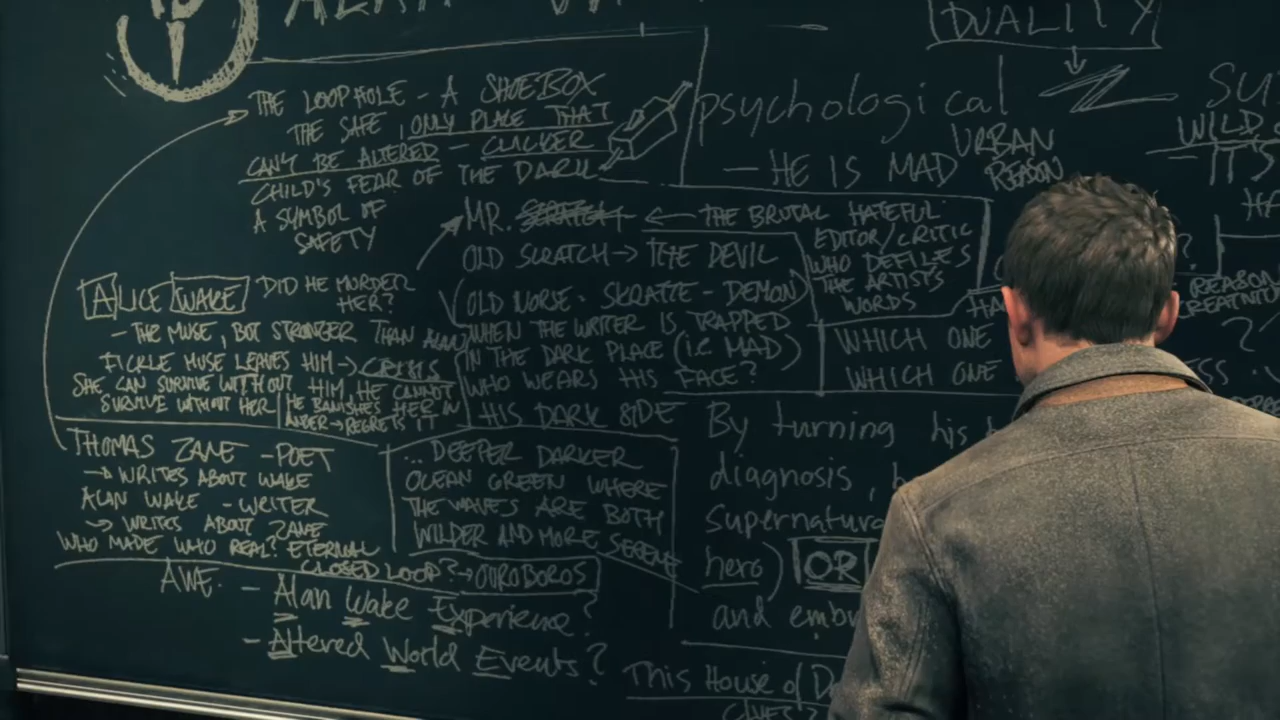 DUALITY
THE LOOPHOLE - A SHOEBOX
THE SAFE, ONLY PLACE THAT
CAN'T BE ALTERED - CLICKER
CHILD'S FEAR OF THE DARK
A SYMBOL OF
SAFETY
psychological
- HE IS MAD
URBAN
REASON
WILD
- IT'S
MR. SCRATCH ← THE BRUTAL HATEFUL
EDITOR/CRITIC
WHO DEFILES
THE ARTISTS
WORDS
OLD SCRATCH → THE DEVIL
OLD NORSE - SKRATTE - DEMON
WHEN THE WRITER IS TRAPPED
IN THE DARK PLACE (i.e. MAD)
WHO WEARS HIS FACE?
HIS DARK SIDE
WHICH ONE
WHICH ONE
ALICE WAKE DID HE MURDER
HER?
- THE MUSE, BUT STRONGER THAN ALAN
FICKLE MUSE LEAVES HIM → CRISIS
SHE CAN SURVIVE WITHOUT HIM, HE CANNOT
SURVIVE WITHOUT HER
HE BANISHES HER IN
ANGER → REGRETS IT
THOMAS ZANE - POET
→ WRITES ABOUT WAKE
ALAN WAKE - WRITER
→ WRITES ABOUT ZANE
WHO MADE WHO REAL? ETERNAL
CLOSED LOOP? → OUROBOROS
... DEEPER DARKER
OCEAN GREEN WHERE
THE WAVES ARE BOTH
WILDER AND MORE SERENE
By turning his
diagnosis,
Supernatura
hero) OR
and emb
AWE - Alan Wake Experience?
- Altered World Events?
This House of D